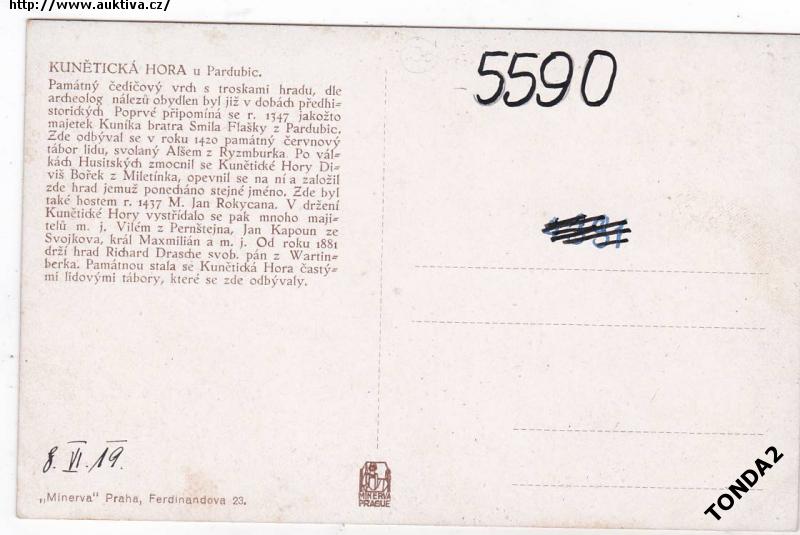 http://www.auktiva.cz/
5590
KUNĚTICKÁ HORA u Pardubic.
Památný čedičový vrch s troskami hradu, dle
archeolog nálezů obydlen byl již v dobách předhi=
storických Poprvé připomíná se r. 1347 jakožto
majetek Kuníka bratra Smila Flašky z Pardubic.
Zde odbýval se v roku 1420 památný červnový
tábor lidu, svolaný Alšem z Ryzmburka. Po vál=
kách Husitských zmocnil se Kunětické Hory Di=
viš Bořek z Miletínka, opevnil se na ní a založil
zde hrad jemuž ponecháno stejné jméno. Zde byl
také hostem r. 1437 M. Jan Rokycana. V držení
Kunětické Hory vystřídalo se pak mnoho maji=
telů m. j. Vilém z Pernštejna, Jan Kapoun ze
Svojkova, král Maxmilián a m. j. Od roku 1881
drží hrad Richard Drasche svob. pán z Wartin=
berka. Památnou stala se Kunětická Hora častý=
mi lidovými tábory, které se zde odbývaly.
8. VI. 19.
„Minerva" Praha, Ferdinandova 23.
MINERVA
PRAGUE
TONDA2